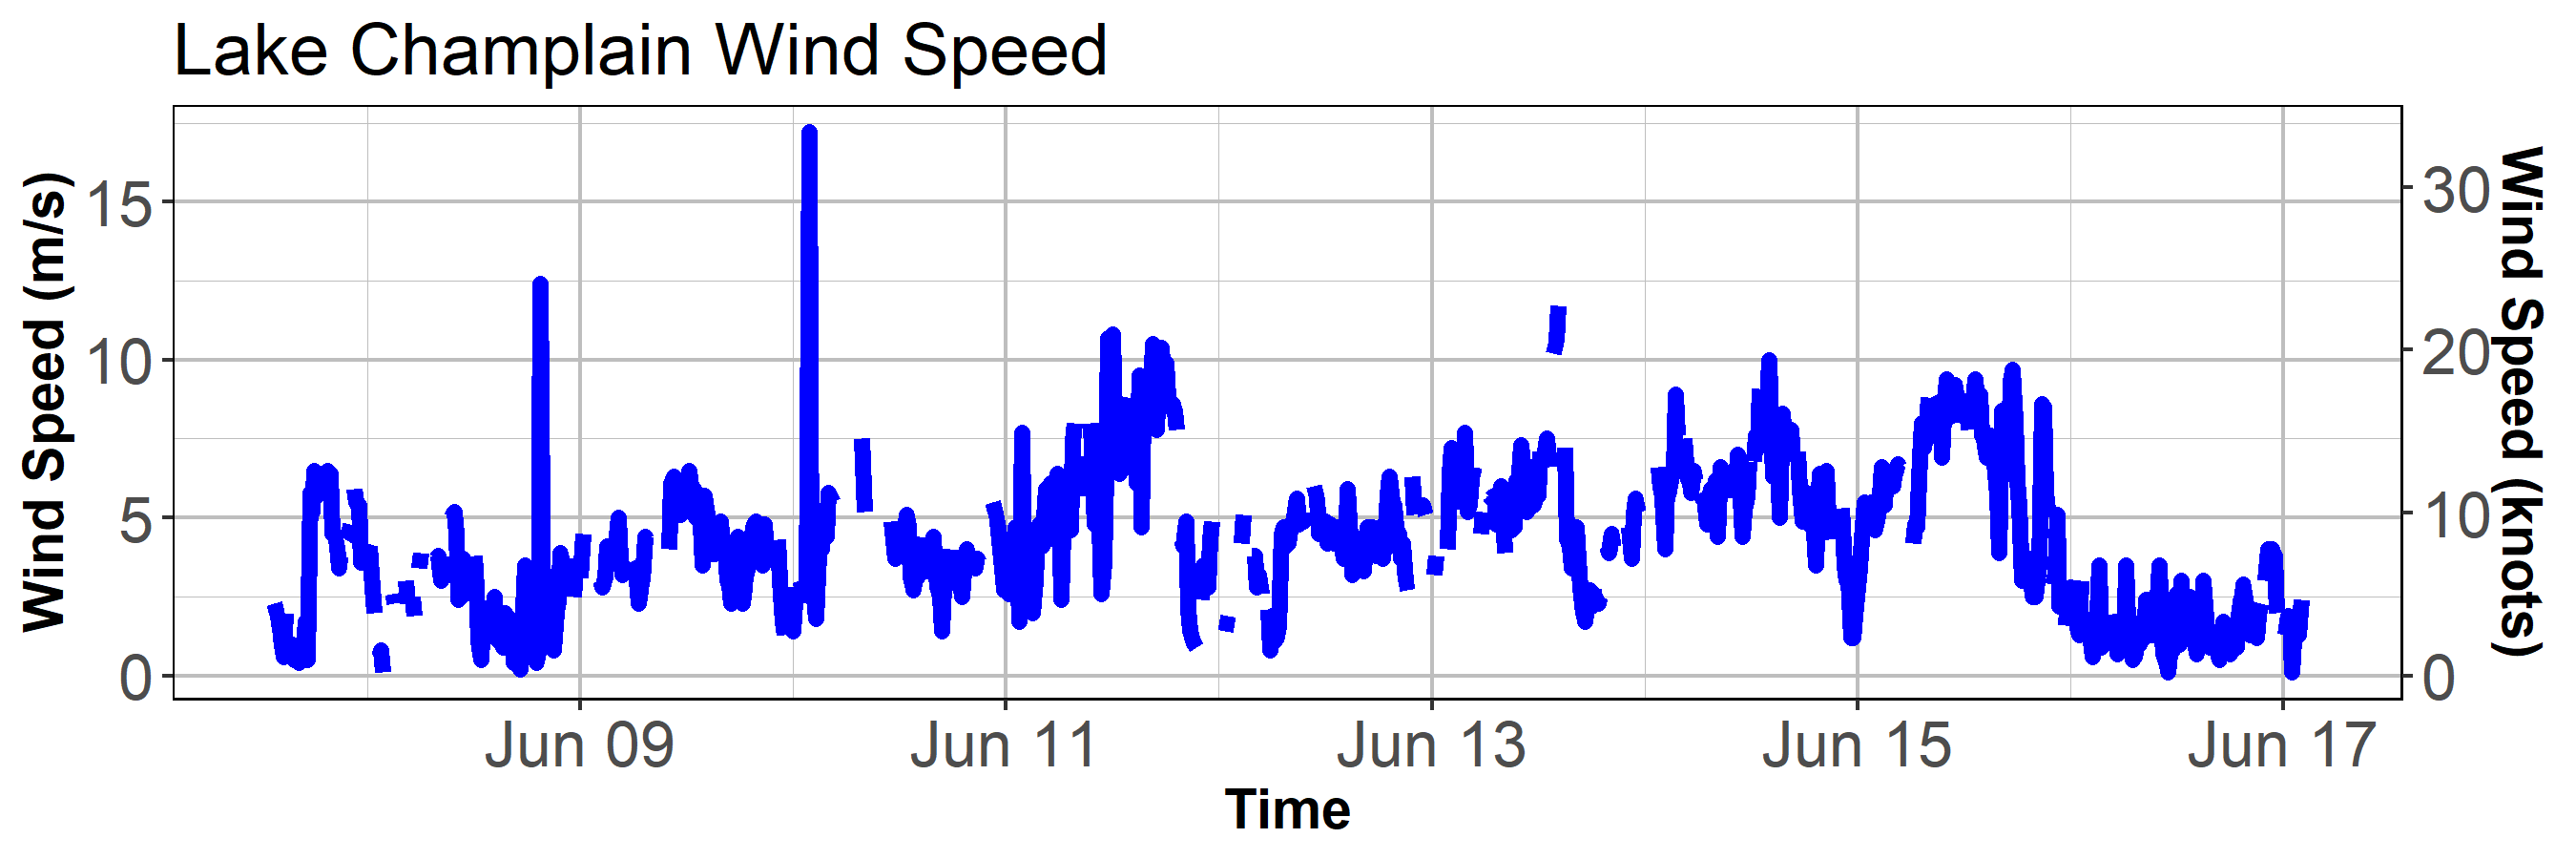 Lake Champlain Wind Speed
Wind Speed (m/s)
15
10
5
0
30
20
10
0
Wind Speed (knots)
Jun 09 Jun 11 Jun 13 Jun 15 Jun 17
Time